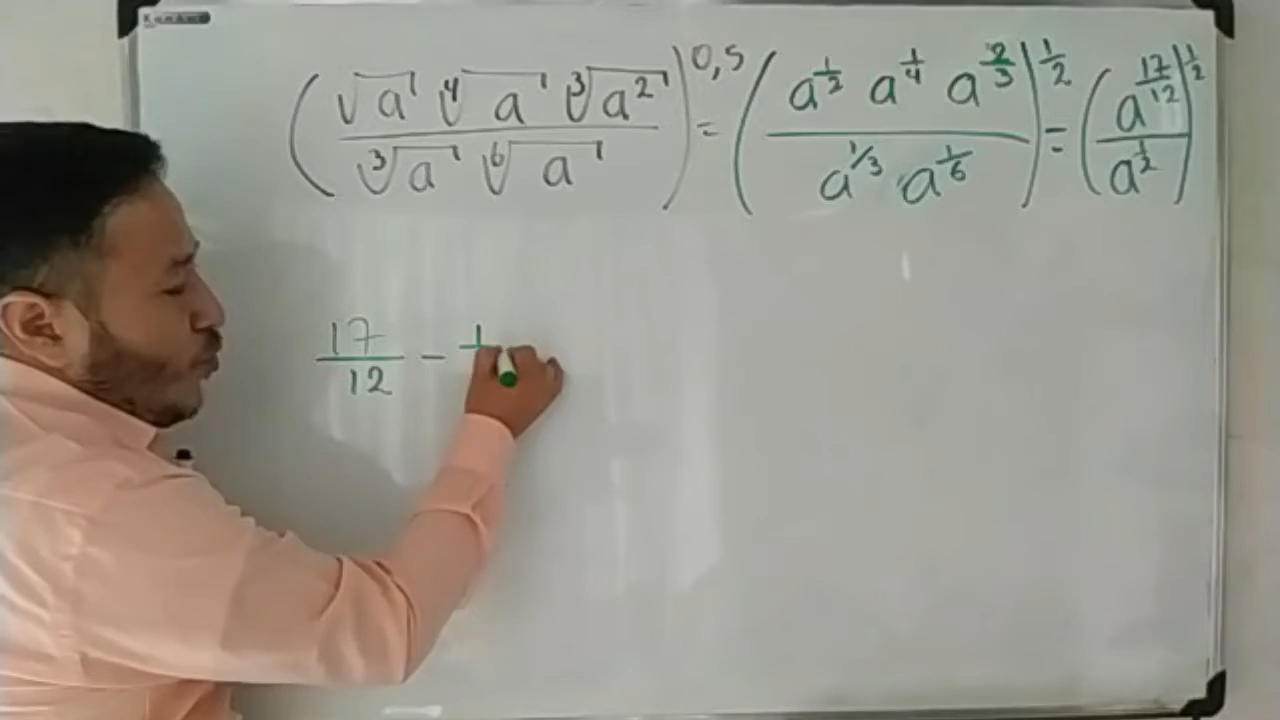 (√a ⁴√a ³√a² / ³√a ⁶√a)^0,5 = (a^1/2 a^1/4 a^2/3 / a^1/3 a^1/6)^1/2 = (a^17/12 / a^1/2)^1/2
17/12 − 1